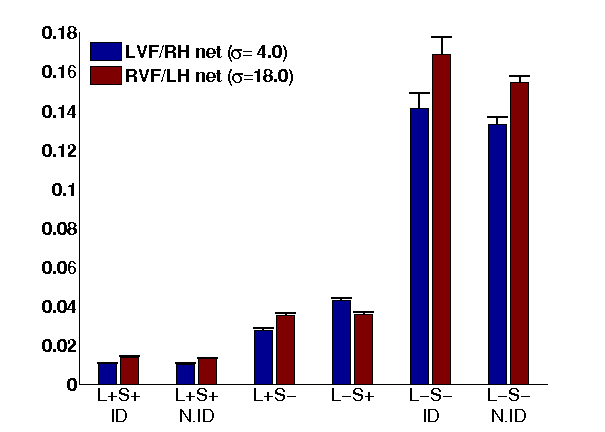 0.18
0.16
0.14
0.12
0.1
0.08
0.06
0.04
0.02
0
LVF/RH net (σ= 4.0)
RVF/LH net (σ=18.0)
L+S+ L+S+ L+S− L−S+ L−S− L−S−
ID N.ID ID N.ID